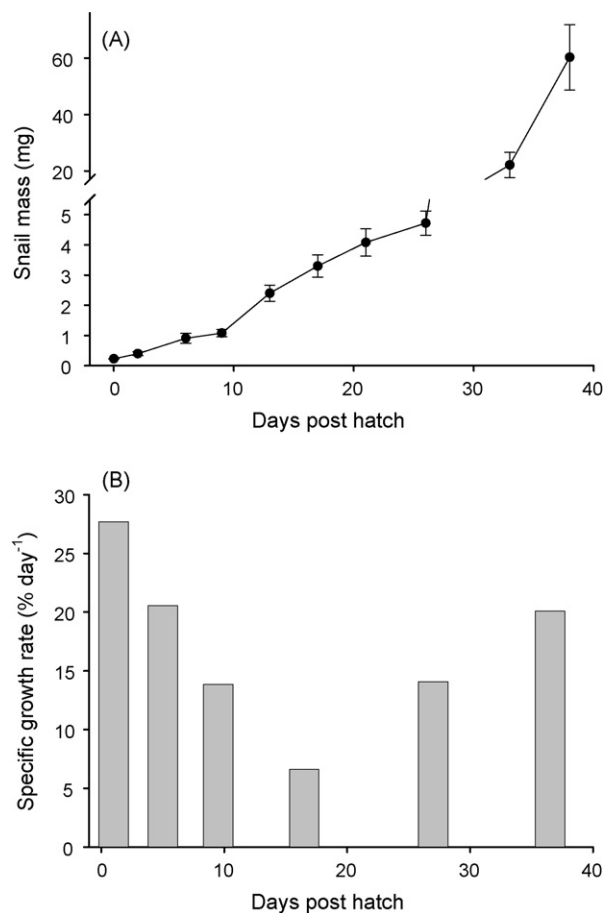 (A)
Snail mass (mg)
60
40
20
5
4
3
2
1
0
0 10 20 30 40
Days post hatch
(B)
Specific growth rate (% day⁻¹)
30
25
20
15
10
5
0
0 10 20 30 40
Days post hatch